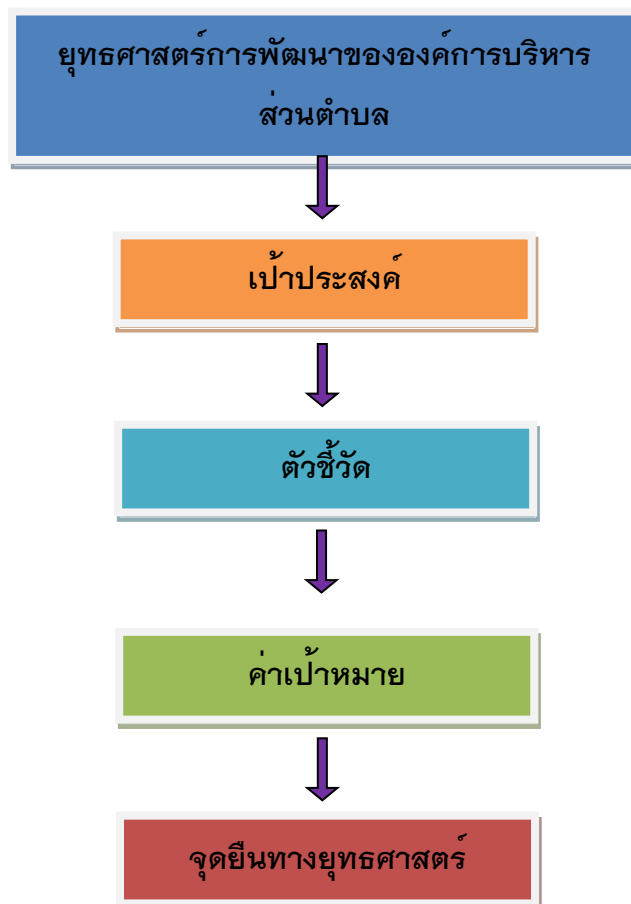 ยุทธศาสตร์การพัฒนาขององค์การบริหาร
ส่วนตำบล
เป้าประสงค์
ตัวชี้วัด
ค่าเป้าหมาย
จุดยืนทางยุทธศาสตร์